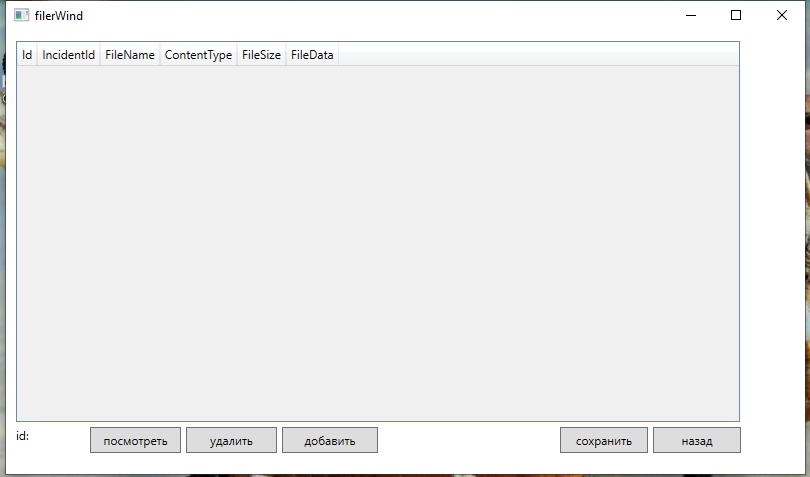 filerWind
Id IncidentId FileName ContentType FileSize FileData
id: посмотреть удалить добавить сохранить назад